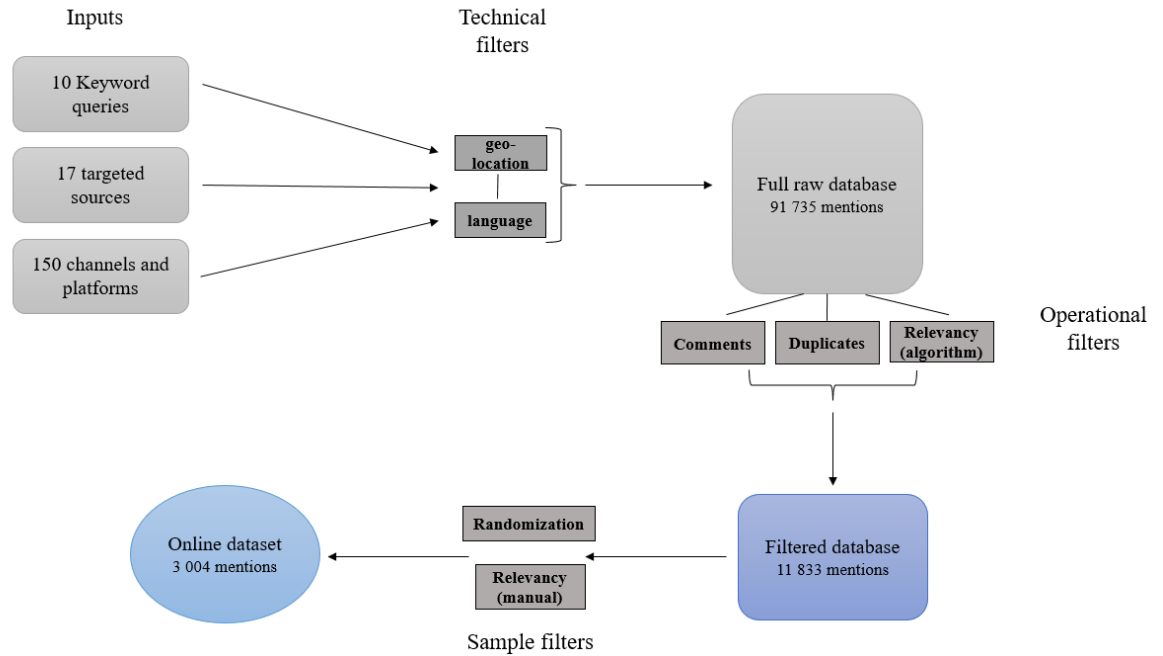 Inputs
Technical
filters
10 Keyword
queries
17 targeted
sources
150 channels and
platforms
geo-
location
language
Full raw database
91 735 mentions
Operational
filters
Comments
Duplicates
Relevancy
(algorithm)
Online dataset
3 004 mentions
Randomization
Relevancy
(manual)
Sample filters
Filtered database
11 833 mentions